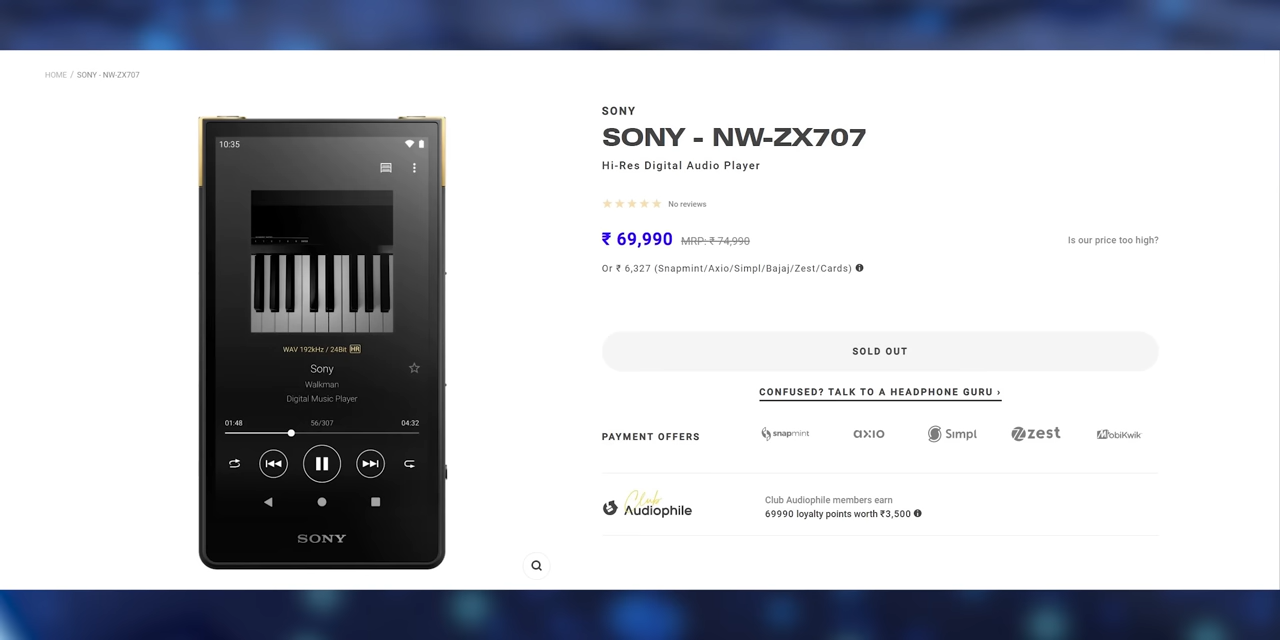 HOME / SONY - NW-ZX707
10:35
WAV 192kHz / 24Bit HR
Sony
Walkman
Digital Music Player
01:48 56/307 04:32
SONY
SONY
SONY - NW-ZX707
Hi-Res Digital Audio Player
No reviews
₹ 69,990 MRP: ₹ 74,990 Is our price too high?
Or ₹ 6,327 (Snapmint/Axio/Simpl/Bajaj/Zest/Cards)
SOLD OUT
CONFUSED? TALK TO A HEADPHONE GURU ›
PAYMENT OFFERS snapmint axio Simpl zest MobiKwik
Club Audiophile
Club Audiophile members earn
69990 loyalty points worth ₹3,500